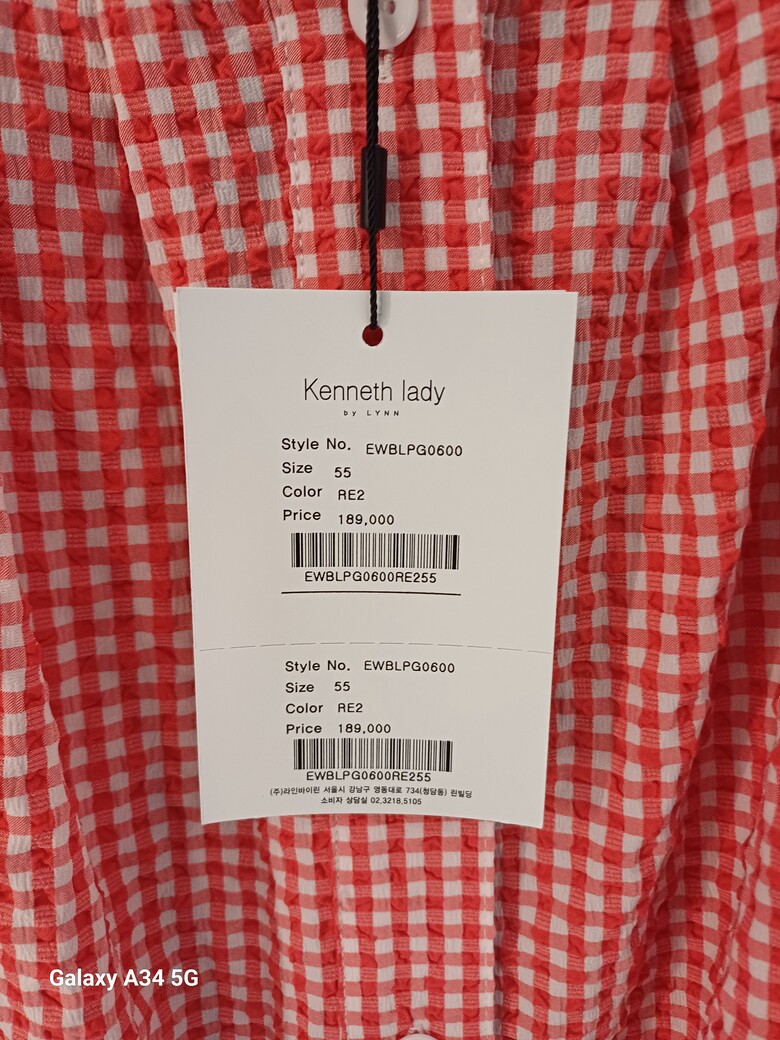 Kenneth lady
by LYNN
Style No. EWBLPG0600
Size 55
Color RE2
Price 189,000
EWBLPG0600RE255
Style No. EWBLPG0600
Size 55
Color RE2
Price 189,000
EWBLPG0600RE255
(주)라인바이린 서울시 강남구 영동대로 734(청담동) 린빌딩
소비자 상담실 02.3218.5105
Galaxy A34 5G